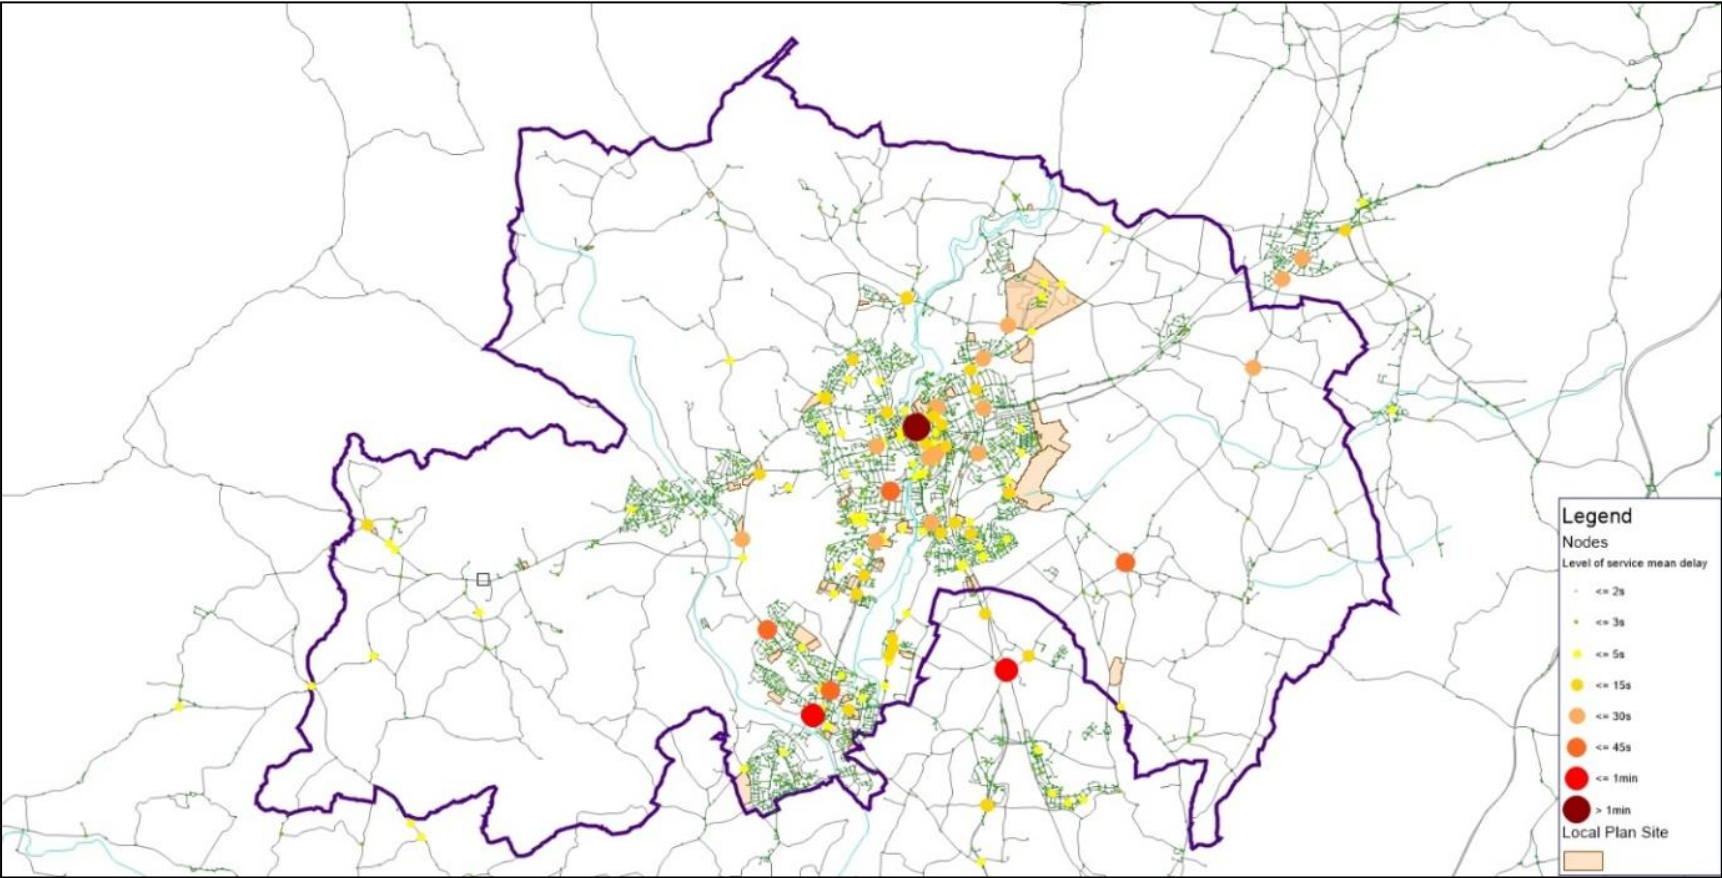 Legend
Nodes
Level of service mean delay
<= 2s
<= 3s
<= 5s
<= 15s
<= 30s
<= 45s
<= 1min
> 1min
Local Plan Site